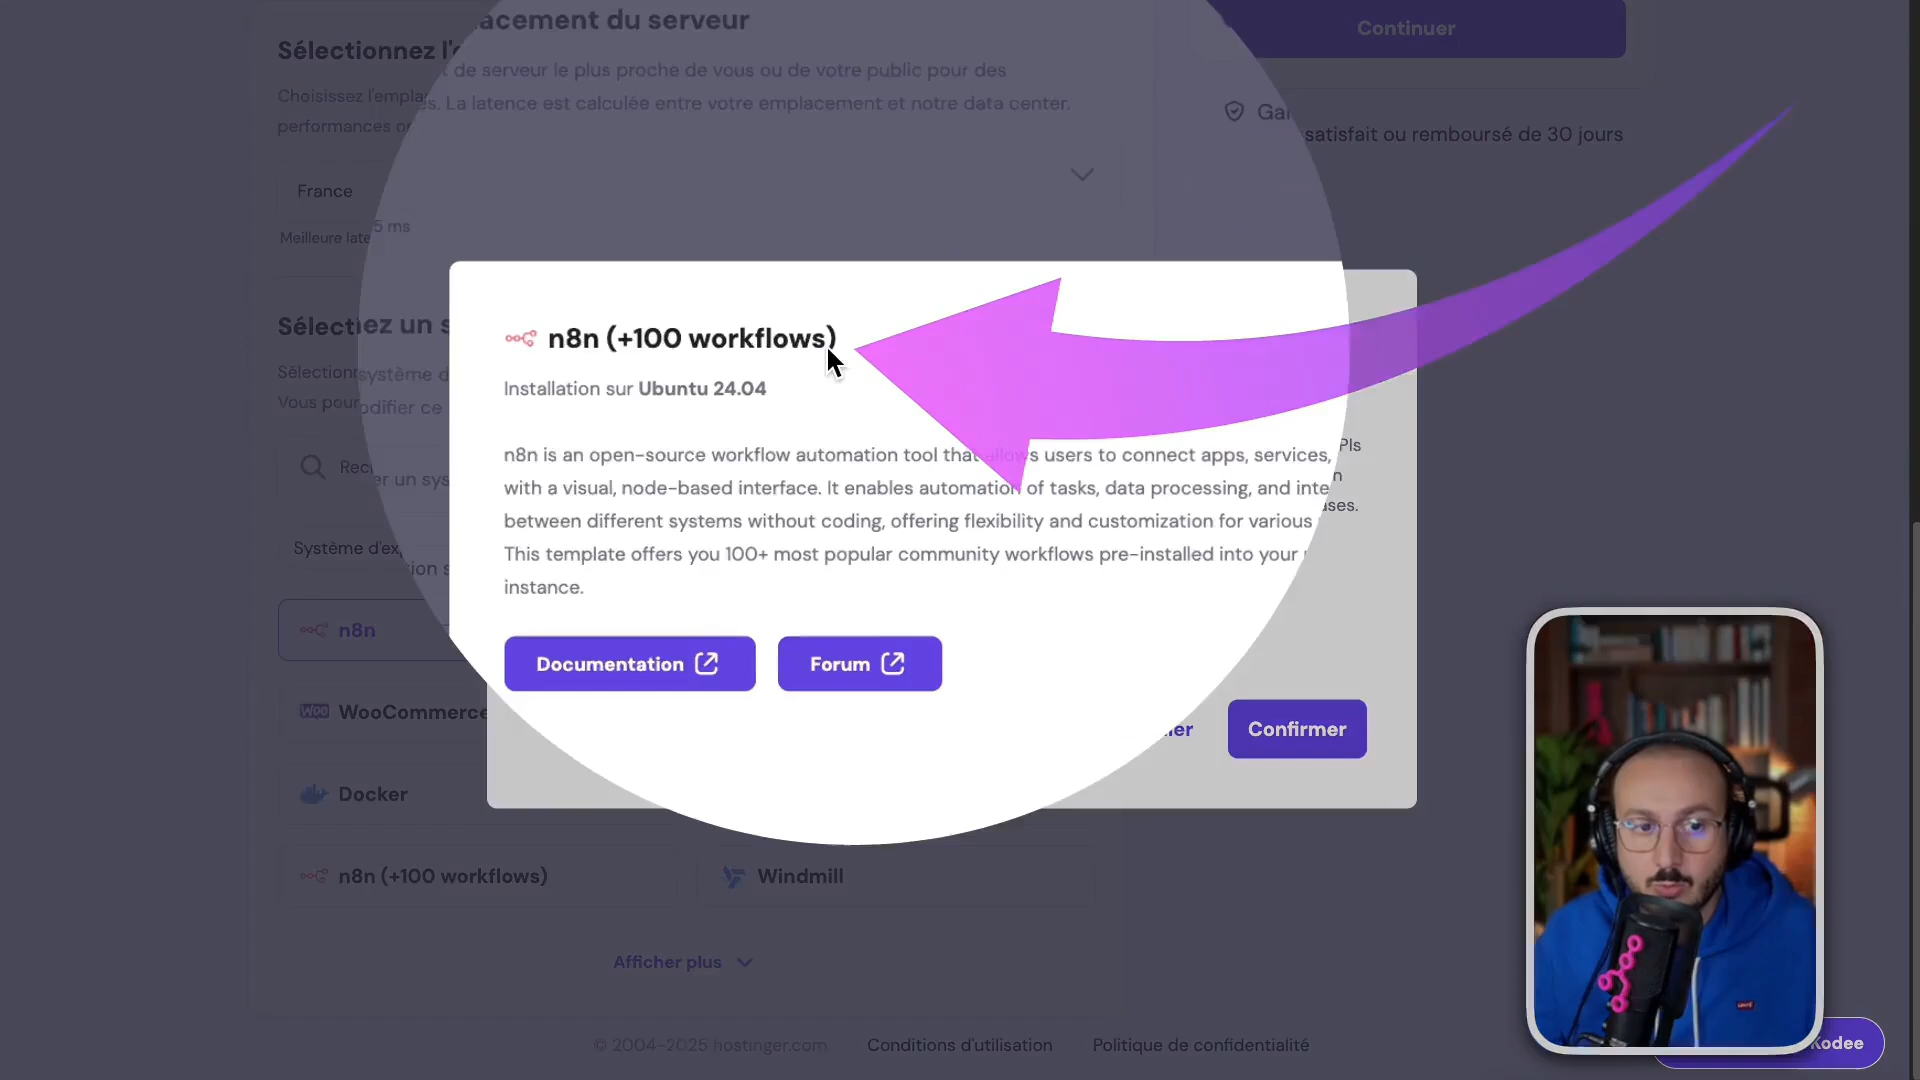 acement du serveur
Sélectionnez l'
de serveur le plus proche de vous ou de votre public pour des
Choisissez l'empla
s. La latence est calculée entre votre emplacement et notre data center.
performances
Continuer
satisfait ou remboursé de 30 jours
France
Meilleure late
5 ms
Sélect
ez un s
Sélection
système d
Vous pour
odifier ce
Rec
er un sys
Système d'ex
ion s
n8n (+100 workflows)
Installation sur Ubuntu 24.04
n8n is an open-source workflow automation tool that allows users to connect apps, services,
with a visual, node-based interface. It enables automation of tasks, data processing, and inte
between different systems without coding, offering flexibility and customization for various
This template offers you 100+ most popular community workflows pre-installed into your
instance.
PIs
n
ases.
Documentation
Forum
ler
Confirmer
n8n
Woo WooCommerce
Docker
n8n (+100 workflows)
Windmill
Afficher plus
© 2004-2025 hostinger.com
Conditions d'utilisation
Politique de confidentialité
Kodee